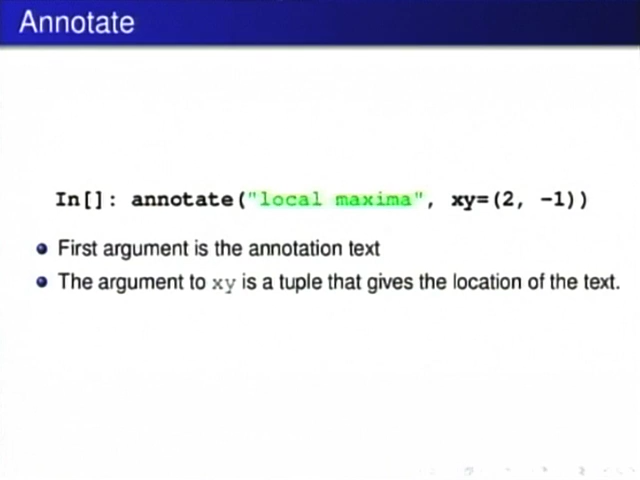 Annotate
In[]: annotate("local maxima", xy=(2, -1))
First argument is the annotation text
The argument to xy is a tuple that gives the location of the text.